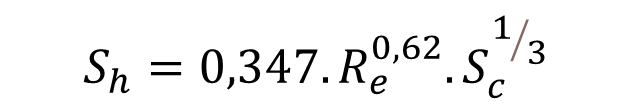 S_h = 0,347. R_e^{0,62}. S_c^{1/3}